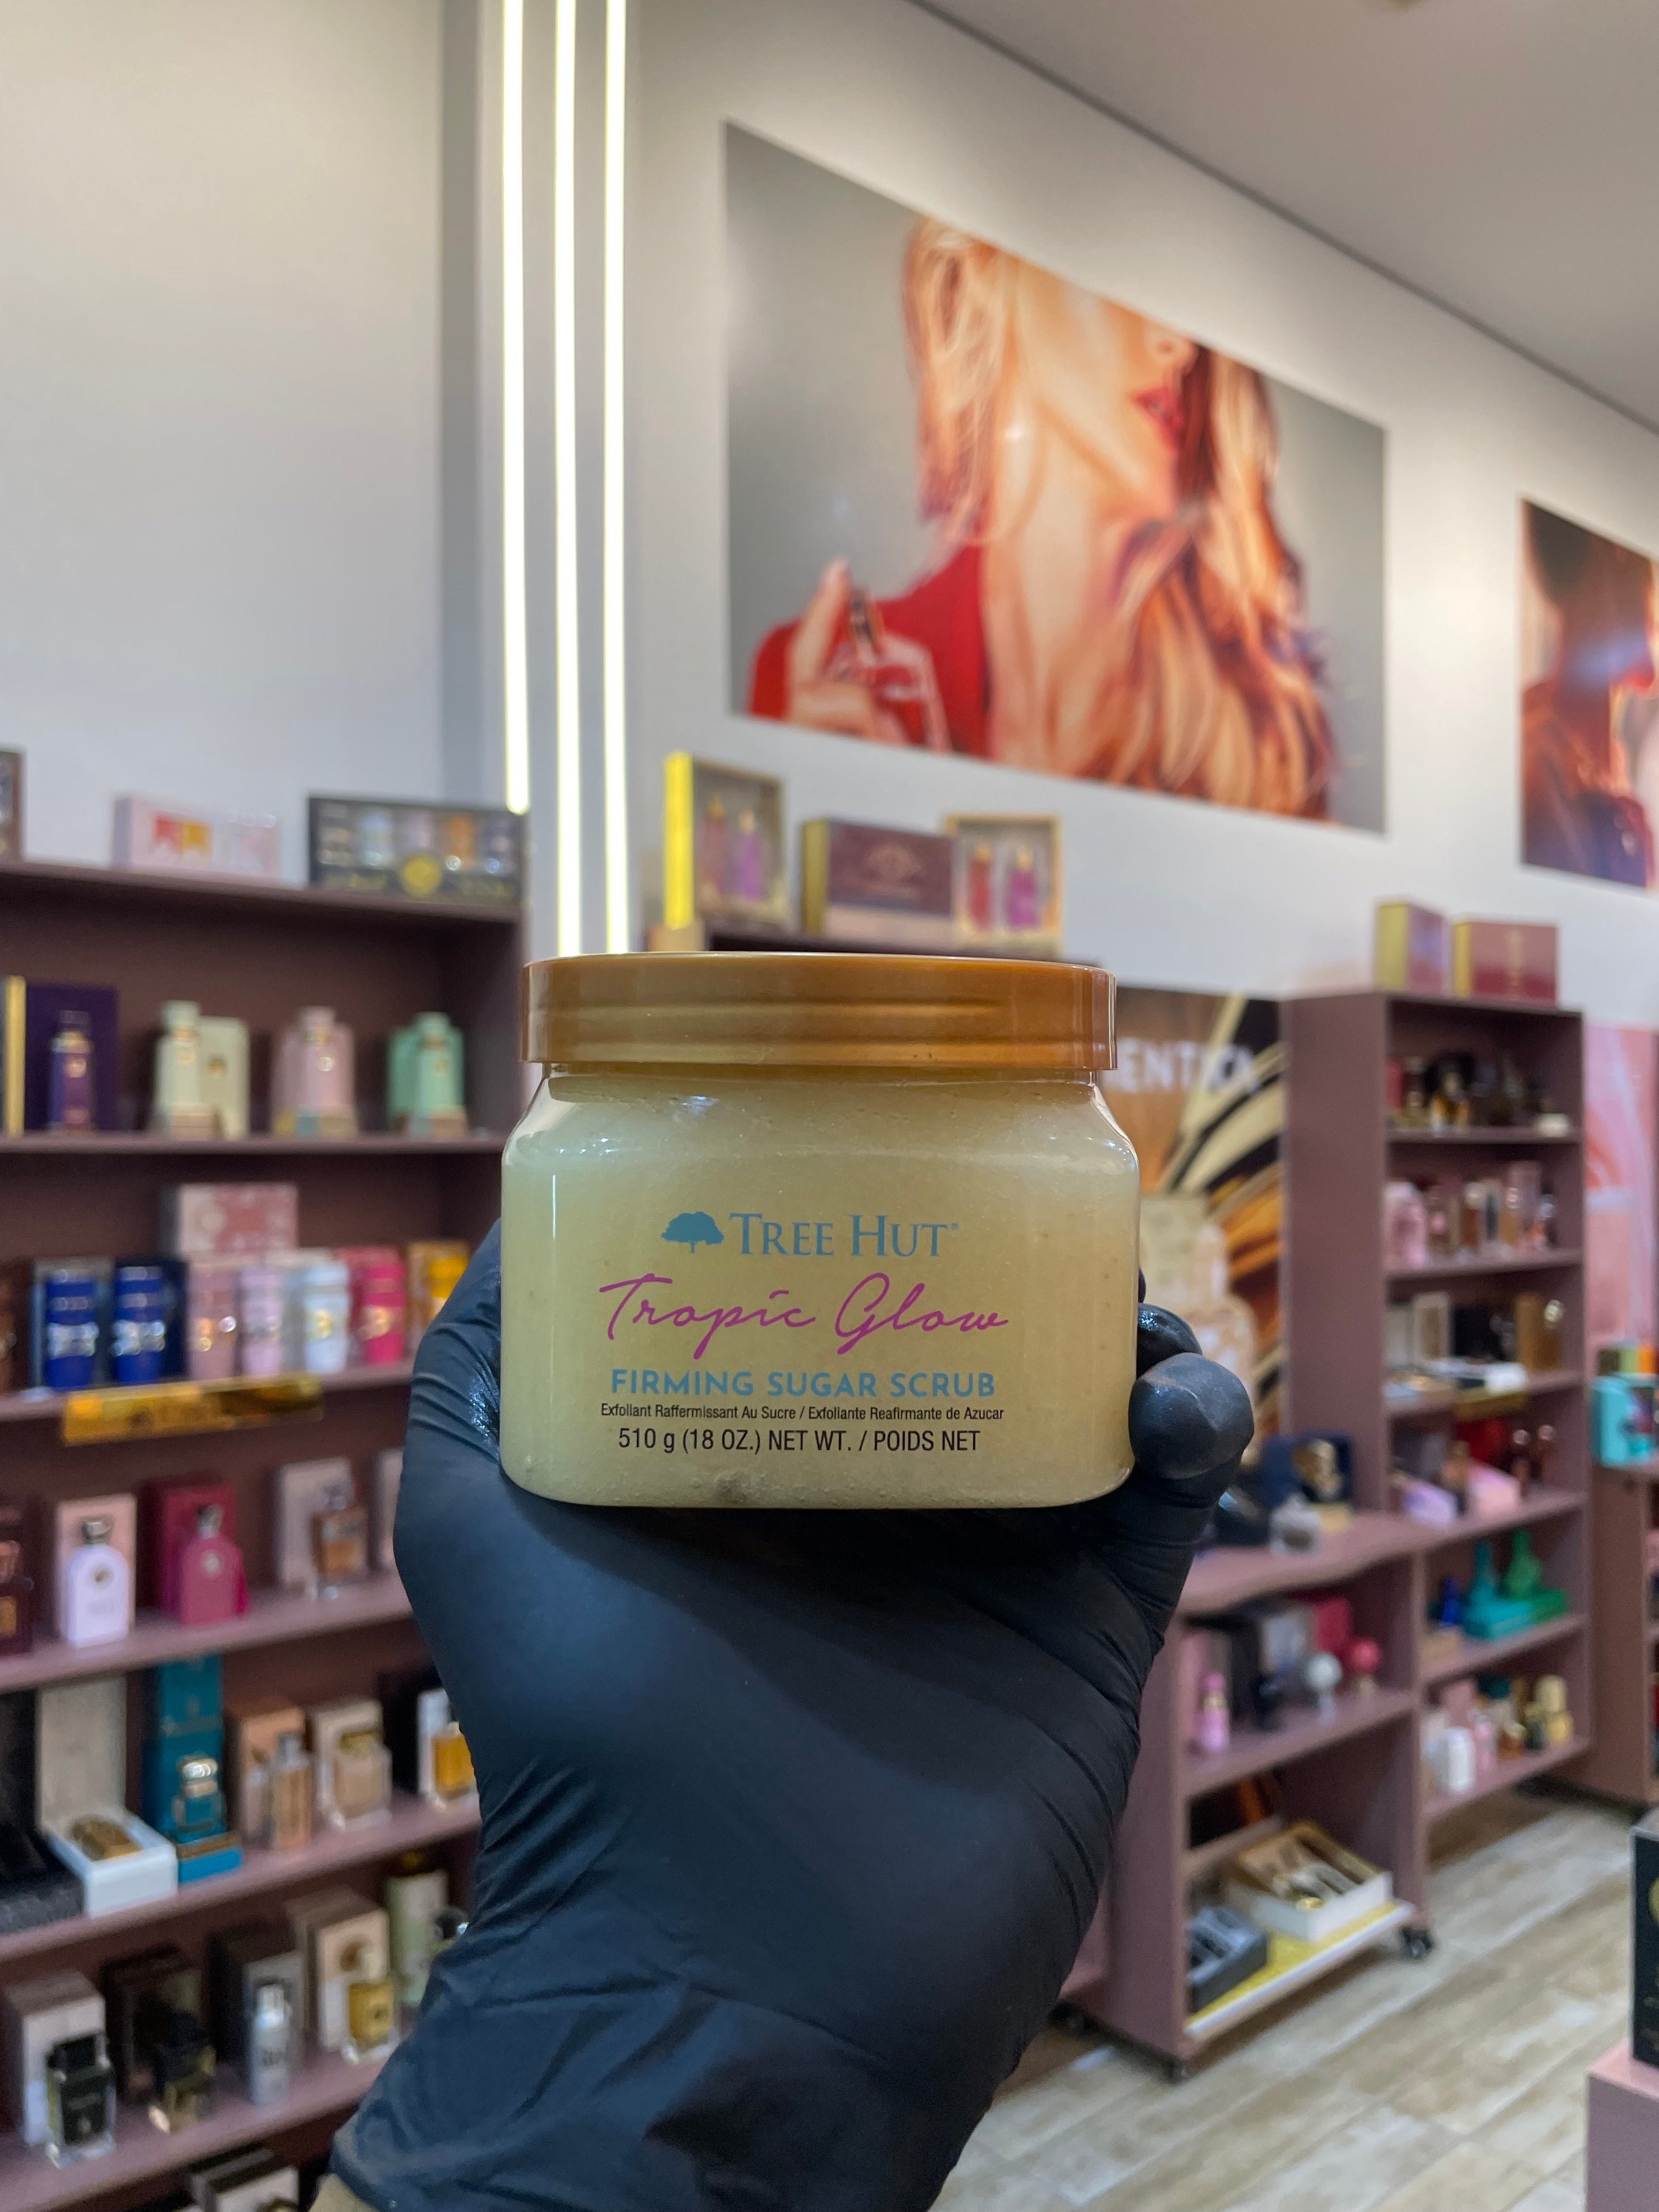 TREE HUT®
Tropic Glow
FIRMING SUGAR SCRUB
Exfoliant Raffermissant Au Sucre / Exfoliante Reafirmante de Azucar
510 g (18 OZ.) NET WT. / POIDS NET